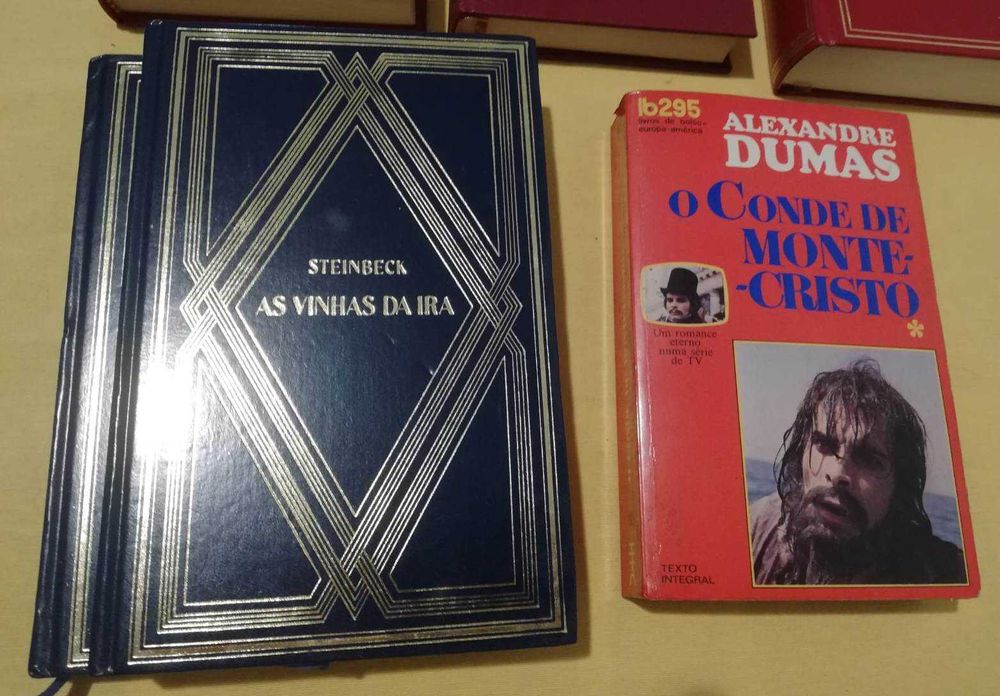 STEINBECK
AS VINHAS DA IRA
lb295
livros de bolso
europa-américa
ALEXANDRE
DUMAS
O CONDE DE
MONTE-
-CRISTO
*
Um romance
eterno
numa série
de TV
TEXTO
INTEGRAL